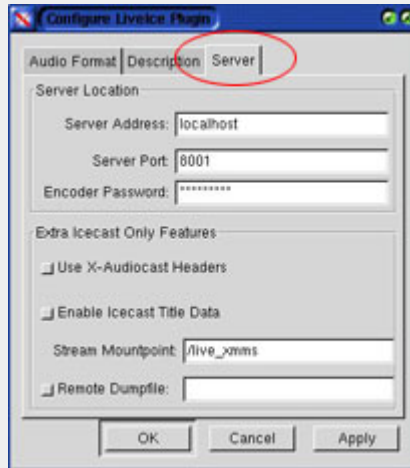 Configure LiveIce Plugin
Audio Format Description Server
Server Location
Server Address: localhost
Server Port: 8001
Encoder Password: *********
Extra Icecast Only Features
Use X-Audiocast Headers
Enable Icecast Title Data
Stream Mountpoint: /live_xmms
Remote Dumpfile:
OK Cancel Apply